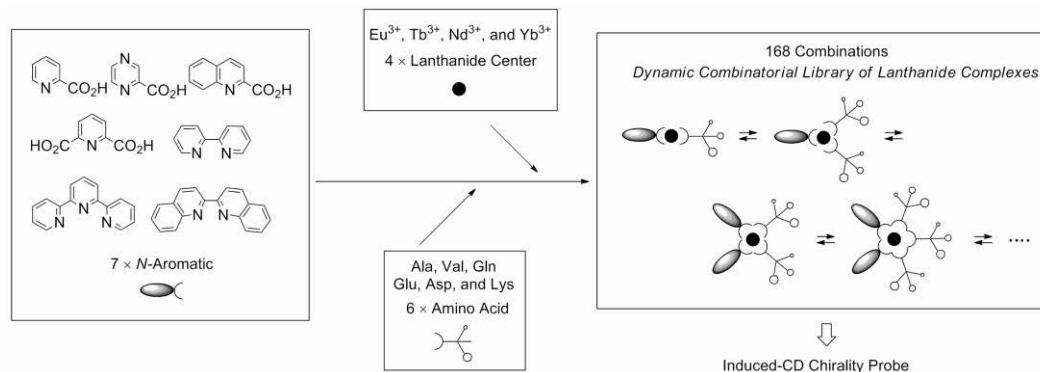 N
CO₂H
N
N
CO₂H
N
CO₂H
HO₂C
N
CO₂H
N
N
N
N
N
N
N
7 × N-Aromatic
Eu³⁺, Tb³⁺, Nd³⁺, and Yb³⁺
4 × Lanthanide Center
Ala, Val, Gln
Glu, Asp, and Lys
6 × Amino Acid
168 Combinations
Dynamic Combinatorial Library of Lanthanide Complexes
....
Induced-CD Chirality Probe